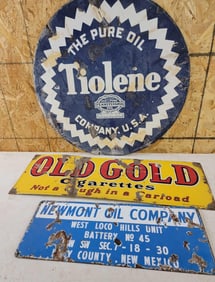 THE PURE OIL
Tiolene
COMPANY, U.S.A.
OLD GOLD
Cigarettes
Not a Cough in a Carload
NEWMONT OIL COMPANY
WEST LOCO HILLS UNIT
BATTERY NO 45
SW SEC. - 18 - 30
COUNTY, NEW MEXICO